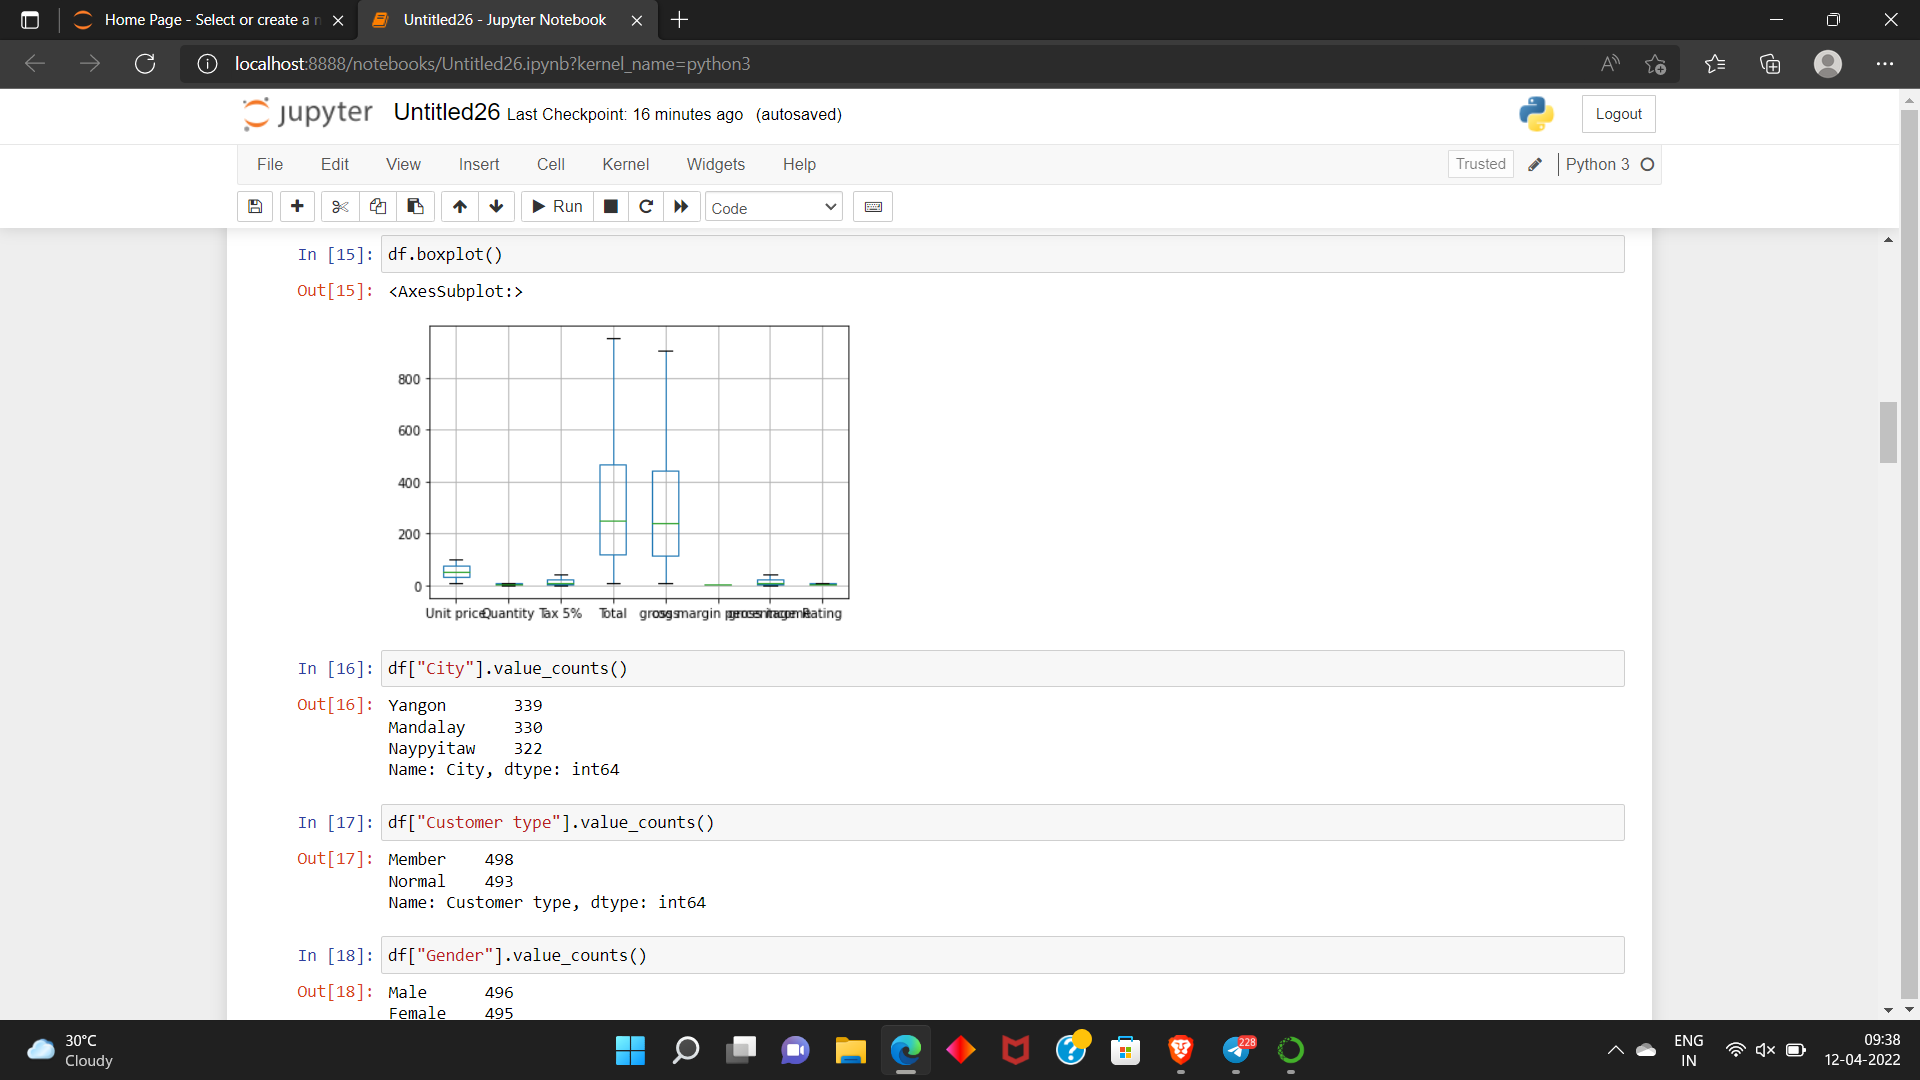 Home Page - Select or create a n
Untitled26 - Jupyter Notebook
localhost:8888/notebooks/Untitled26.ipynb?kernel_name=python3
jupyter Untitled26 Last Checkpoint: 16 minutes ago (autosaved)
Logout
File Edit View Insert Cell Kernel Widgets Help
Trusted Python 3
Run Code
In [15]: df.boxplot()
Out[15]: <AxesSubplot:>
800
600
400
200
0
Unit price Quantity Tax 5% Total cogs gross margin percentage gross income Rating
In [16]: df["City"].value_counts()
Out[16]: Yangon 339
Mandalay 330
Naypyitaw 322
Name: City, dtype: int64
In [17]: df["Customer type"].value_counts()
Out[17]: Member 498
Normal 493
Name: Customer type, dtype: int64
In [18]: df["Gender"].value_counts()
Out[18]: Male 496
Female 495
30°C
Cloudy
228
ENG
IN
09:38
12-04-2022